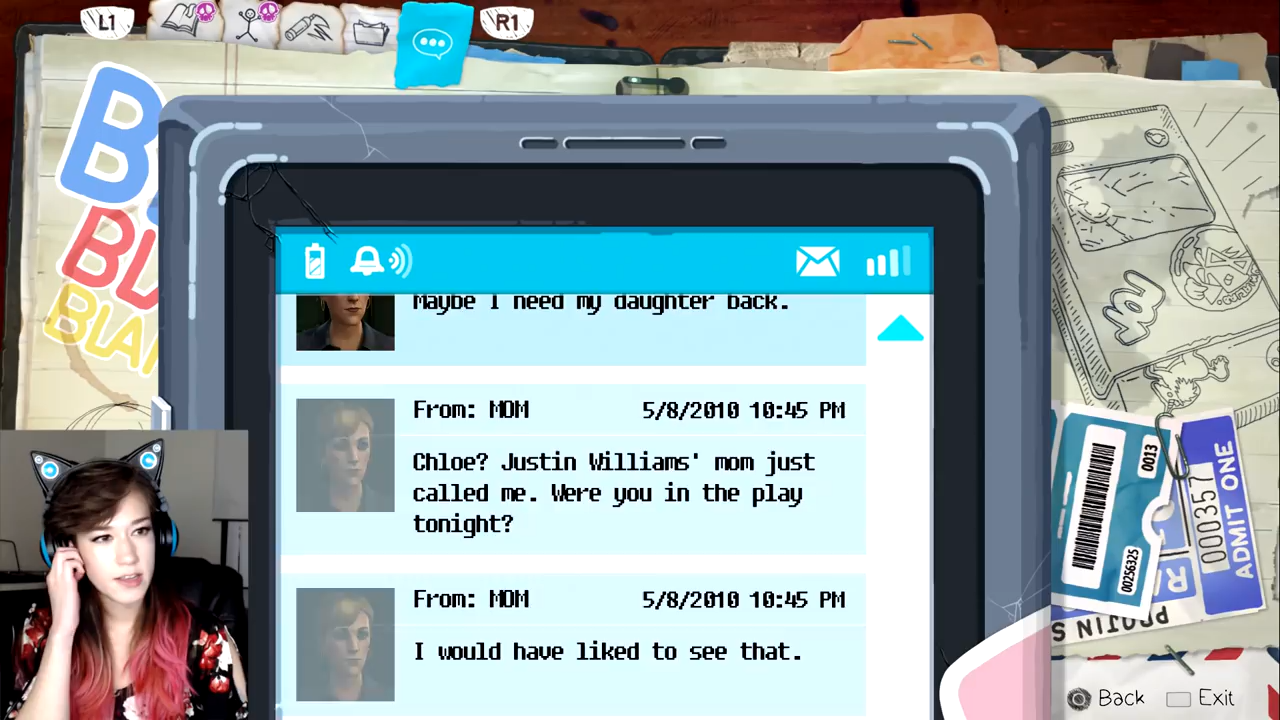 L1
R1
Maybe I need my daughter back.
From: MOM
5/8/2010 10:45 PM
Chloe? Justin Williams' mom just
called me. Were you in the play
tonight?
From: MOM
5/8/2010 10:45 PM
I would have liked to see that.
0013
00256325
000357
ADMIT ONE
Back
Exit